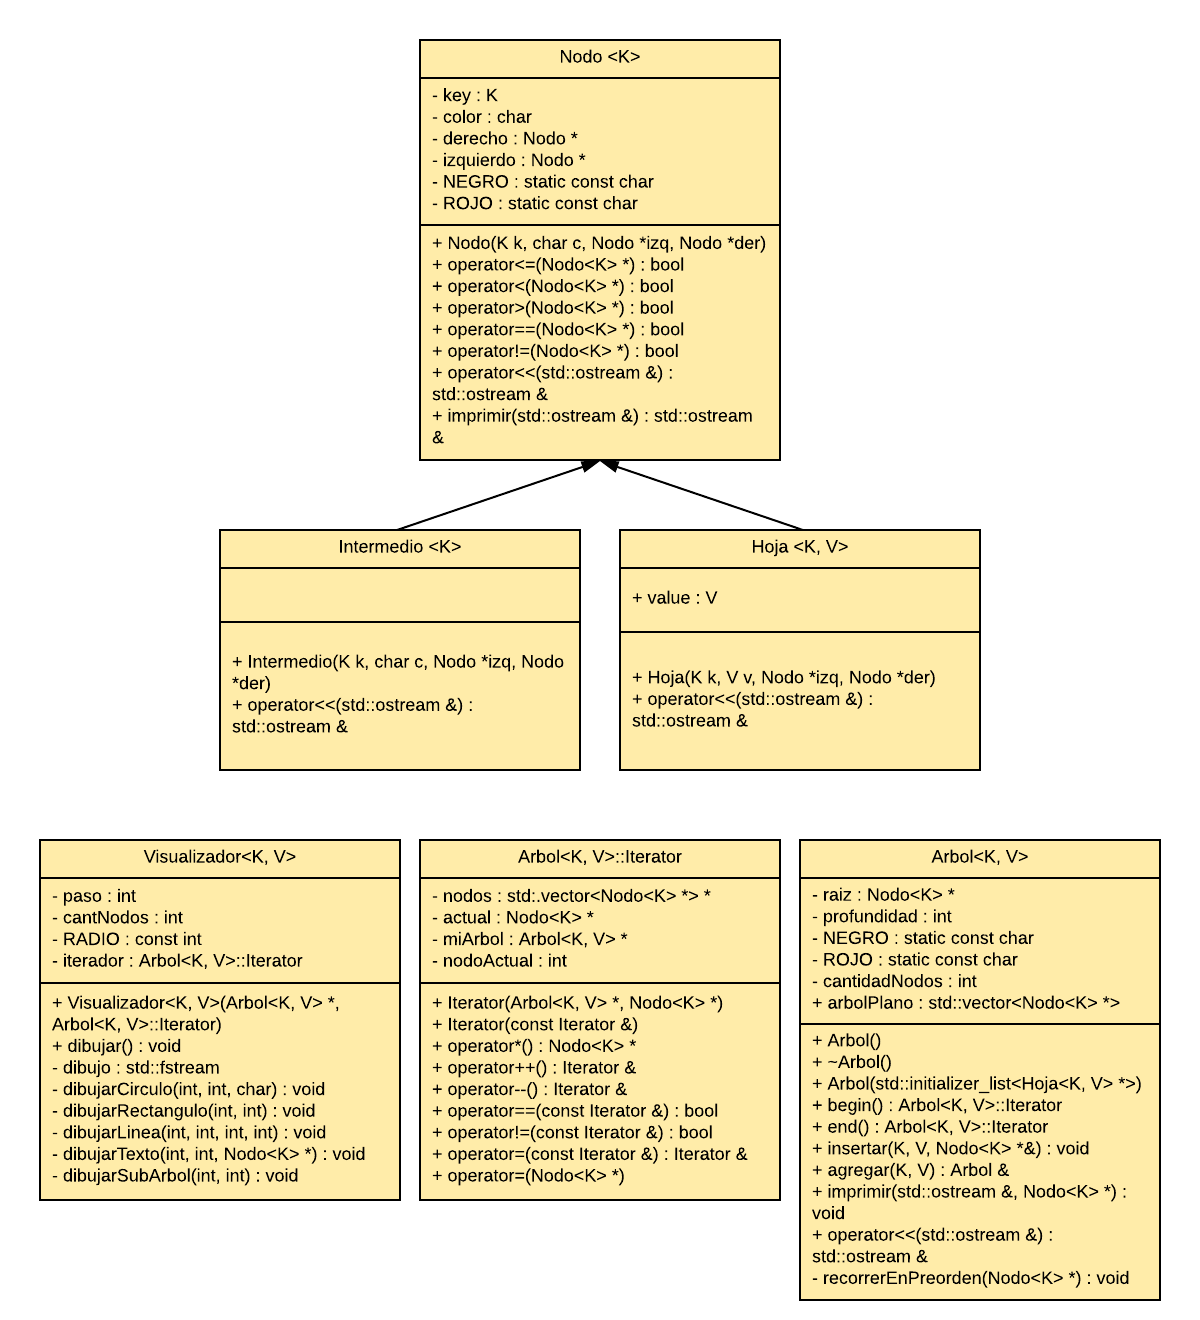 Nodo <K>
- key : K
- color : char
- derecho : Nodo *
- izquierdo : Nodo *
- NEGRO : static const char
- ROJO : static const char
+ Nodo(K k, char c, Nodo *izq, Nodo *der)
+ operator<=(Nodo<K> *) : bool
+ operator<(Nodo<K> *) : bool
+ operator>(Nodo<K> *) : bool
+ operator==(Nodo<K> *) : bool
+ operator!=(Nodo<K> *) : bool
+ operator<<(std::ostream &) :
std::ostream &
+ imprimir(std::ostream &) : std::ostream
&
Intermedio <K>
+ Intermedio(K k, char c, Nodo *izq, Nodo
*der)
+ operator<<(std::ostream &) :
std::ostream &
Hoja <K, V>
+ value : V
+ Hoja(K k, V v, Nodo *izq, Nodo *der)
+ operator<<(std::ostream &) :
std::ostream &
Visualizador<K, V>
- paso : int
- cantNodos : int
- RADIO : const int
- iterador : Arbol<K, V>::Iterator
+ Visualizador<K, V>(Arbol<K, V> *,
Arbol<K, V>::Iterator)
+ dibujar() : void
- dibujo : std::fstream
- dibujarCirculo(int, int, char) : void
- dibujarRectangulo(int, int) : void
- dibujarLinea(int, int, int, int) : void
- dibujarTexto(int, int, Nodo<K> *) : void
- dibujarSubArbol(int, int) : void
Arbol<K, V>::Iterator
- nodos : std:.vector<Nodo<K> *> *
- actual : Nodo<K> *
- miArbol : Arbol<K, V> *
- nodoActual : int
+ Iterator(Arbol<K, V> *, Nodo<K> *)
+ Iterator(const Iterator &)
+ operator*() : Nodo<K> *
+ operator++() : Iterator &
+ operator--() : Iterator &
+ operator==(const Iterator &) : bool
+ operator!=(const Iterator &) : bool
+ operator=(const Iterator &) : Iterator &
+ operator=(Nodo<K> *)
Arbol<K, V>
- raiz : Nodo<K> *
- profundidad : int
- NEGRO : static const char
- ROJO : static const char
- cantidadNodos : int
+ arbolPlano : std::vector<Nodo<K> *>
+ Arbol()
+ ~Arbol()
+ Arbol(std::initializer_list<Hoja<K, V> *>)
+ begin() : Arbol<K, V>::Iterator
+ end() : Arbol<K, V>::Iterator
+ insertar(K, V, Nodo<K> *&) : void
+ agregar(K, V) : Arbol &
+ imprimir(std::ostream &, Nodo<K> *) :
void
+ operator<<(std::ostream &) :
std::ostream &
- recorrerEnPreorden(Nodo<K> *) : void